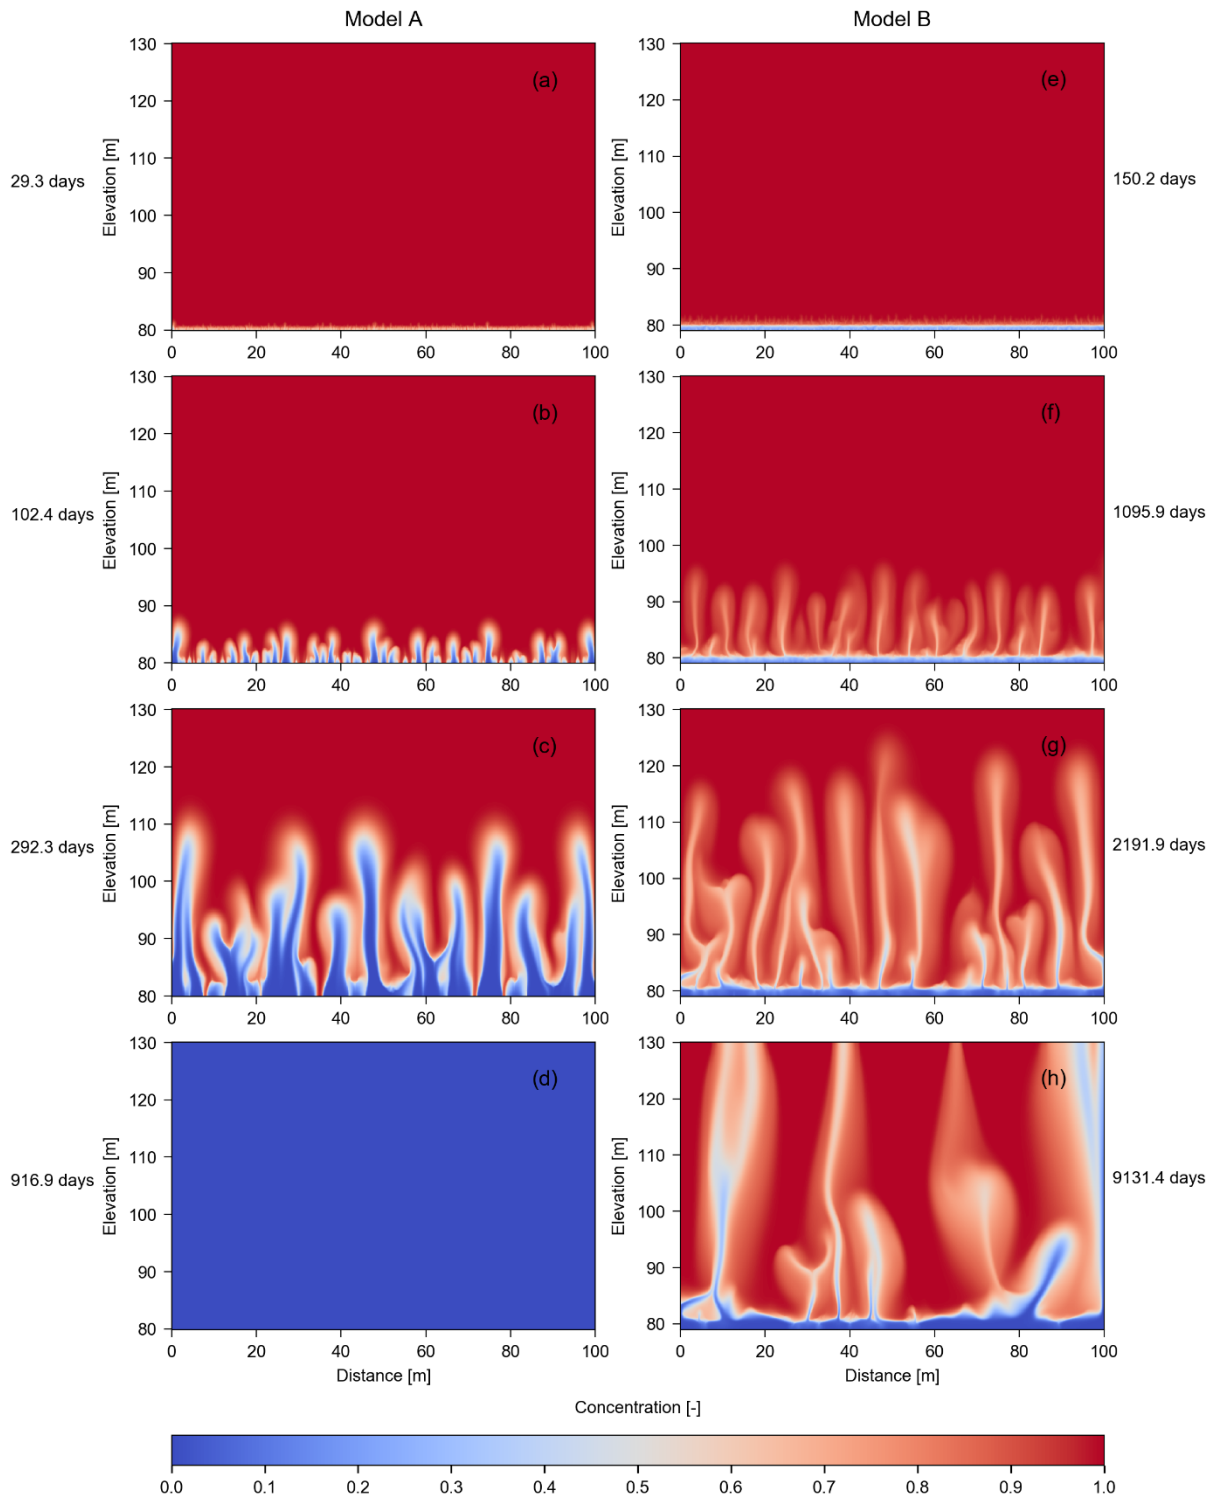 Model A Model B
130 (a) 130 (e)
120 120
110 110
29.3 days Elevation [m] Elevation [m] 150.2 days
100 100
90 90
80 80
0 20 40 60 80 100 0 20 40 60 80 100
130 (b) 130 (f)
120 120
110 110
102.4 days Elevation [m] Elevation [m] 1095.9 days
100 100
90 90
80 80
0 20 40 60 80 100 0 20 40 60 80 100
130 (c) 130 (g)
120 120
110 110
292.3 days Elevation [m] Elevation [m] 2191.9 days
100 100
90 90
80 80
0 20 40 60 80 100 0 20 40 60 80 100
130 (d) 130 (h)
120 120
110 110
916.9 days Elevation [m] Elevation [m] 9131.4 days
100 100
90 90
80 80
0 20 40 60 80 100 0 20 40 60 80 100
Distance [m] Distance [m]
Concentration [-]
0.0 0.1 0.2 0.3 0.4 0.5 0.6 0.7 0.8 0.9 1.0